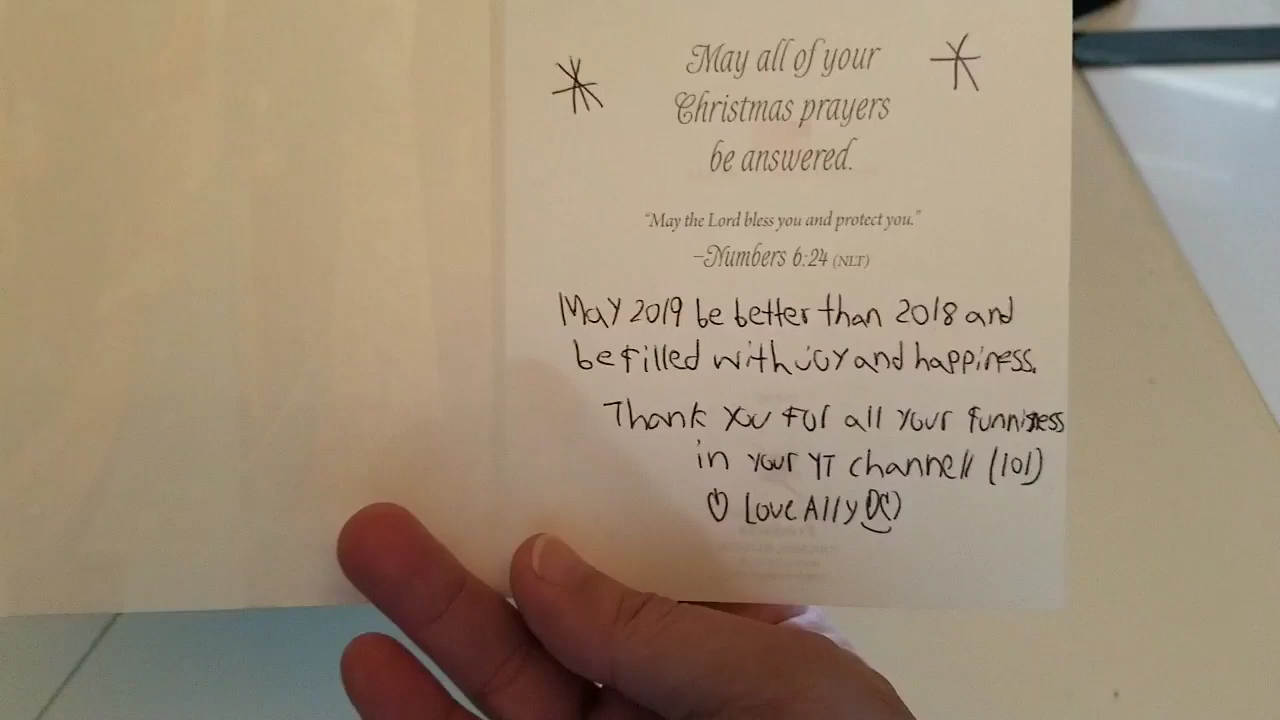 May all of your
Christmas prayers
be answered.
“May the Lord bless you and protect you.”
–Numbers 6:24 (NLT)
May 2019 be better than 2018 and
be filled with joy and happiness.
Thank you for all your funniness
in your YT channell (lol)
♡ Love Ally